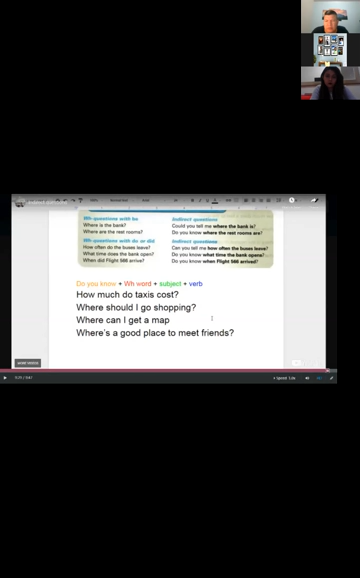 Wh-questions with be
Where is the bank?
Where are the rest rooms?
Indirect questions
Could you tell me where the bank is?
Do you know where the rest rooms are?
Wh-questions with do or did
How often do the buses leave?
What time does the bank open?
When did Flight 566 arrive?
Indirect questions
Can you tell me how often the buses leave?
Do you know what time the bank opens?
Do you know when Flight 566 arrived?
Do you know + Wh word + subject + verb
How much do taxis cost?
Where should I go shopping?
Where can I get a map
Where's a good place to meet friends?
MORE VIDEOS